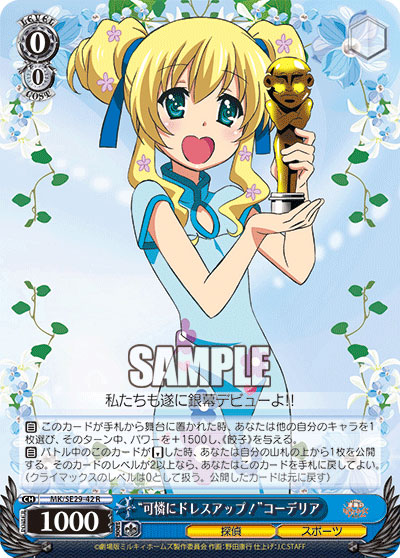 LEVEL
0
0
COST
SAMPLE
私たちも遂に銀幕デビューよ!!
自 このカードが手札から舞台に置かれた時、あなたは他の自分のキャラを1
枚選び、そのターン中、パワーを+1500し、《餃子》を与える。
自 バトル中のこのカードが【】した時、あなたは自分の山札の上から1枚を公開
する。そのカードのレベルが2以上なら、あなたはこのカードを手札に戻してよい。
(クライマックスのレベルは0として扱う。公開したカードは元に戻す)
CH MK/SE29-42 R
1000
"可憐にドレスアップ♪"コーデリア
探偵 スポーツ
©劇場版ミルキィホームズ製作委員会 原画:野田康行 仕上げ:J.C.STAFF